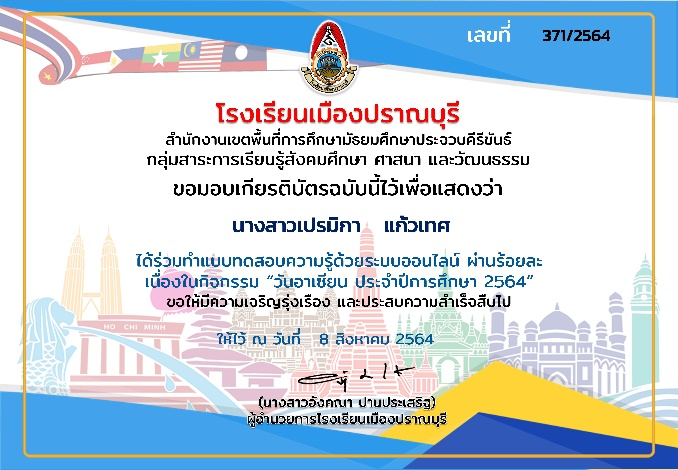 เลขที่ 371/2564
โรงเรียนเมืองปราณบุรี
สำนักงานเขตพื้นที่การศึกษามัธยมศึกษาประจวบคีรีขันธ์
กลุ่มสาระการเรียนรู้สังคมศึกษา ศาสนา และวัฒนธรรม
ขอมอบเกียรติบัตรฉบับนี้ไว้เพื่อแสดงว่า
นางสาวเปรมิกา แก้วเทศ
ได้ร่วมทำแบบทดสอบความรู้ด้วยระบบออนไลน์ ผ่านร้อยละ
เนื่องในกิจกรรม “วันอาเซียน ประจำปีการศึกษา 2564”
ขอให้มีความเจริญรุ่งเรือง และประสบความสำเร็จสืบไป
HO CHI MINH
ให้ไว้ ณ วันที่ 8 สิงหาคม 2564
(นางสาวอังคณา ปานประเสริฐ)
ผู้อำนวยการโรงเรียนเมืองปราณบุรี